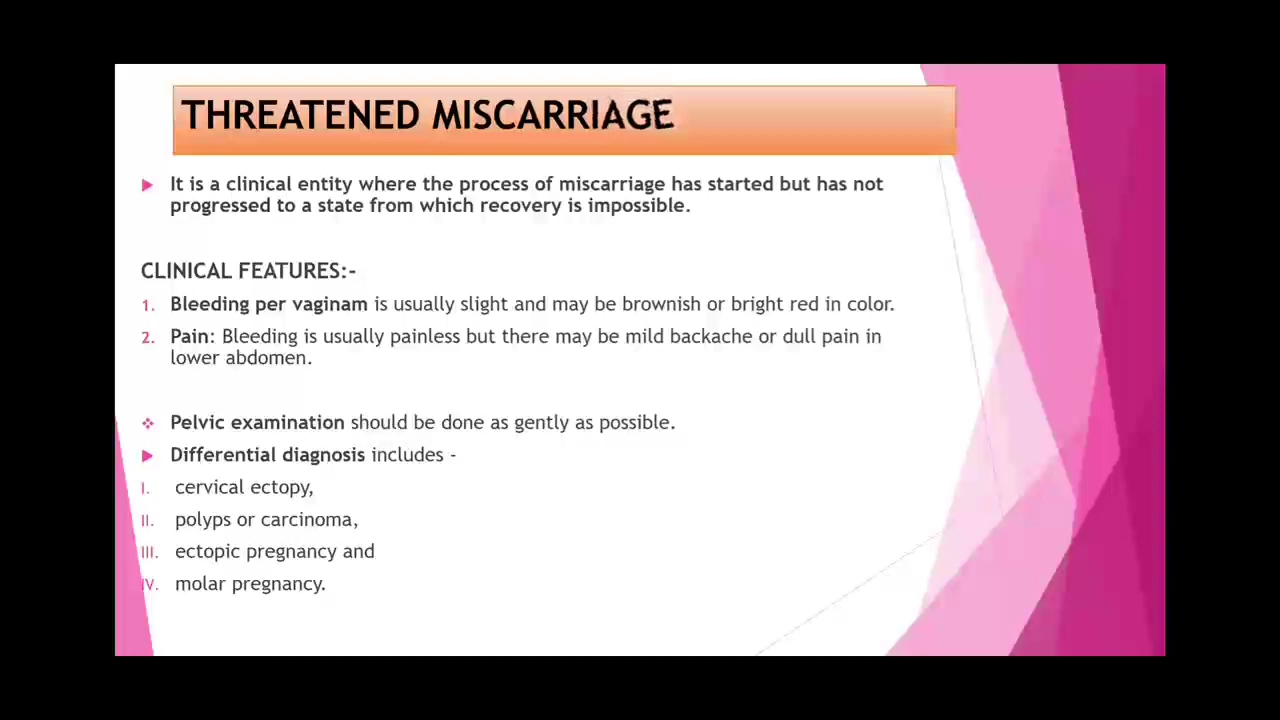 THREATENED MISCARRIAGE
It is a clinical entity where the process of miscarriage has started but has not
progressed to a state from which recovery is impossible.
CLINICAL FEATURES:-
1. Bleeding per vaginam is usually slight and may be brownish or bright red in color.
2. Pain: Bleeding is usually painless but there may be mild backache or dull pain in
lower abdomen.
Pelvic examination should be done as gently as possible.
Differential diagnosis includes -
I. cervical ectopy,
II. polyps or carcinoma,
III. ectopic pregnancy and
IV. molar pregnancy.